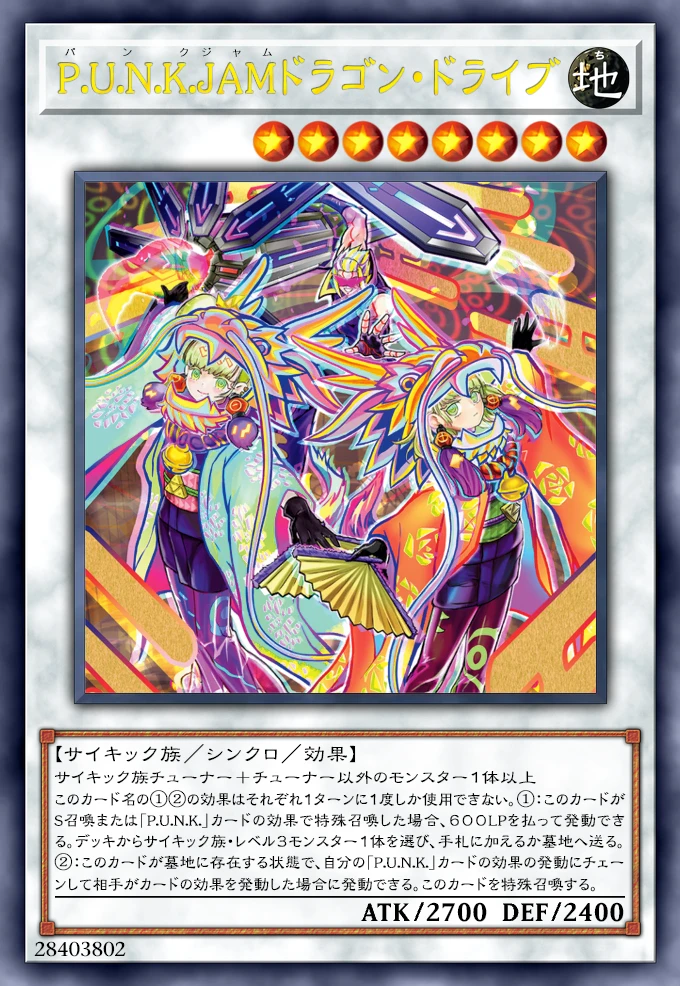 パンクジャム
P.U.N.K.JAMドラゴン・ドライブ
ち
地
【サイキック族／シンクロ／効果】
サイキック族チューナー＋チューナー以外のモンスター１体以上
このカード名の①②の効果はそれぞれ１ターンに１度しか使用できない。①：このカードが
S召喚または「P.U.N.K.」カードの効果で特殊召喚した場合、６００LPを払って発動でき
る。デッキからサイキック族・レベル３モンスター１体を選び、手札に加えるか墓地へ送る。
②：このカードが墓地に存在する状態で、自分の「P.U.N.K.」カードの効果の発動にチェー
ンして相手がカードの効果を発動した場合に発動できる。このカードを特殊召喚する。
ATK/2700 DEF/2400
28403802